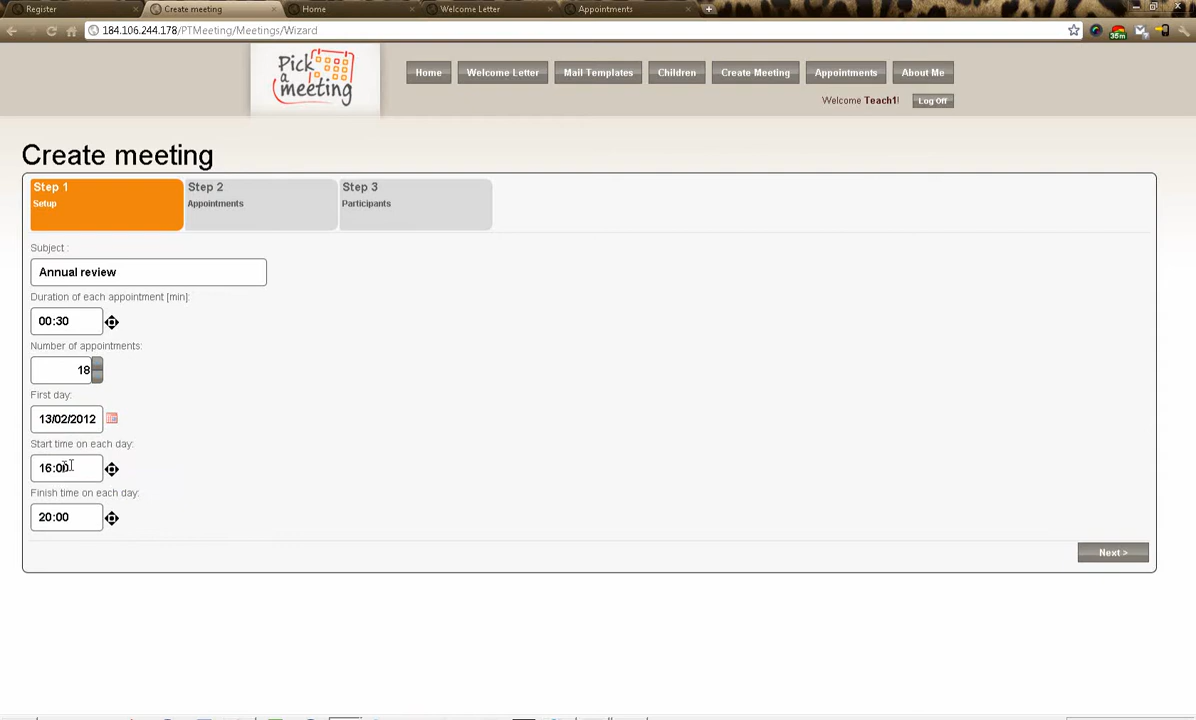 Register
Create meeting
Home
Welcome Letter
Appointments
184.106.244.178/PTMeeting/Meetings/Wizard
35m
Pick
a
meeting
Home
Welcome Letter
Mail Templates
Children
Create Meeting
Appointments
About Me
Welcome Teach1!
Log Off
Create meeting
Step 1
Setup
Step 2
Appointments
Step 3
Participants
Subject :
Annual review
Duration of each appointment [min]:
00:30
Number of appointments:
18
First day:
13/02/2012
Start time on each day:
16:00
Finish time on each day:
20:00
Next >